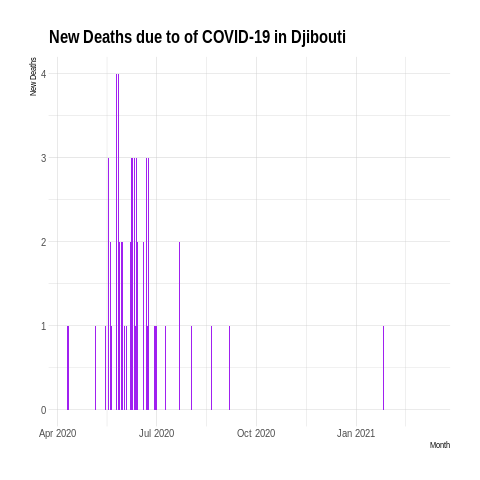 New Deaths due to of COVID-19 in Djibouti
New Deaths
4
3
2
1
0
Apr 2020 Jul 2020 Oct 2020 Jan 2021
Month